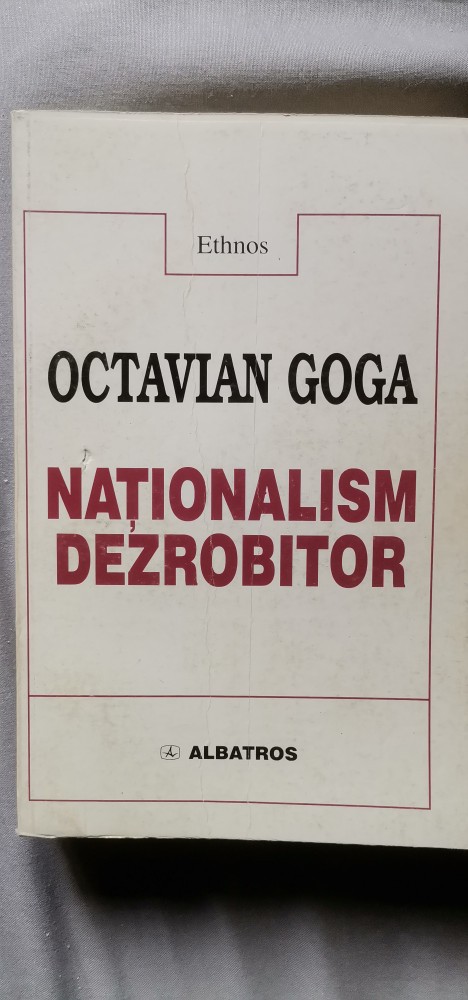 Ethnos
OCTAVIAN GOGA
NAȚIONALISM
DEZROBITOR
ALBATROS